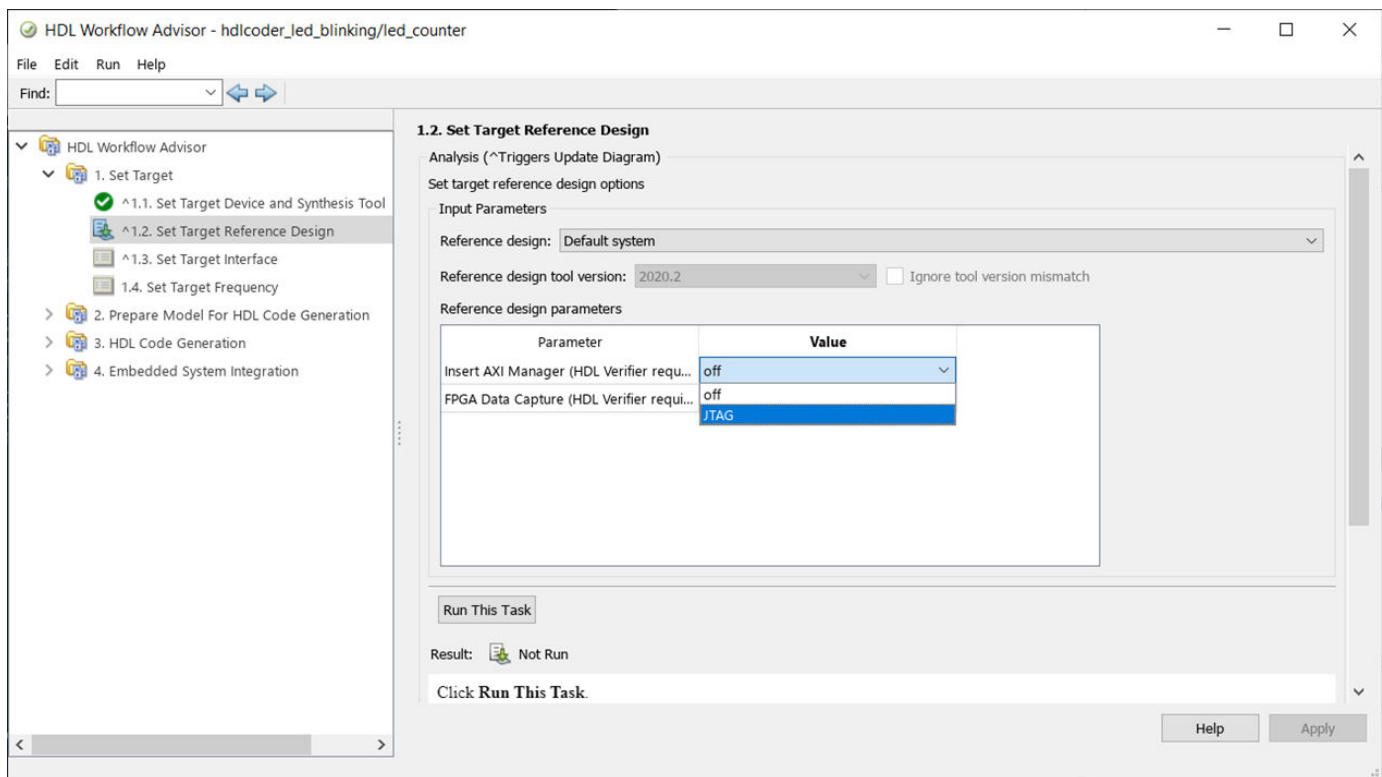 HDL Workflow Advisor - hdlcoder_led_blinking/led_counter
File Edit Run Help
Find:
HDL Workflow Advisor
1. Set Target
^1.1. Set Target Device and Synthesis Tool
^1.2. Set Target Reference Design
^1.3. Set Target Interface
1.4. Set Target Frequency
2. Prepare Model For HDL Code Generation
3. HDL Code Generation
4. Embedded System Integration
1.2. Set Target Reference Design
Analysis (^Triggers Update Diagram)
Set target reference design options
Input Parameters
Reference design: Default system
Reference design tool version: 2020.2 Ignore tool version mismatch
Reference design parameters
Parameter Value
Insert AXI Manager (HDL Verifier requ... off
off
FPGA Data Capture (HDL Verifier requi...
JTAG
Run This Task
Result: Not Run
Click Run This Task.
Help Apply